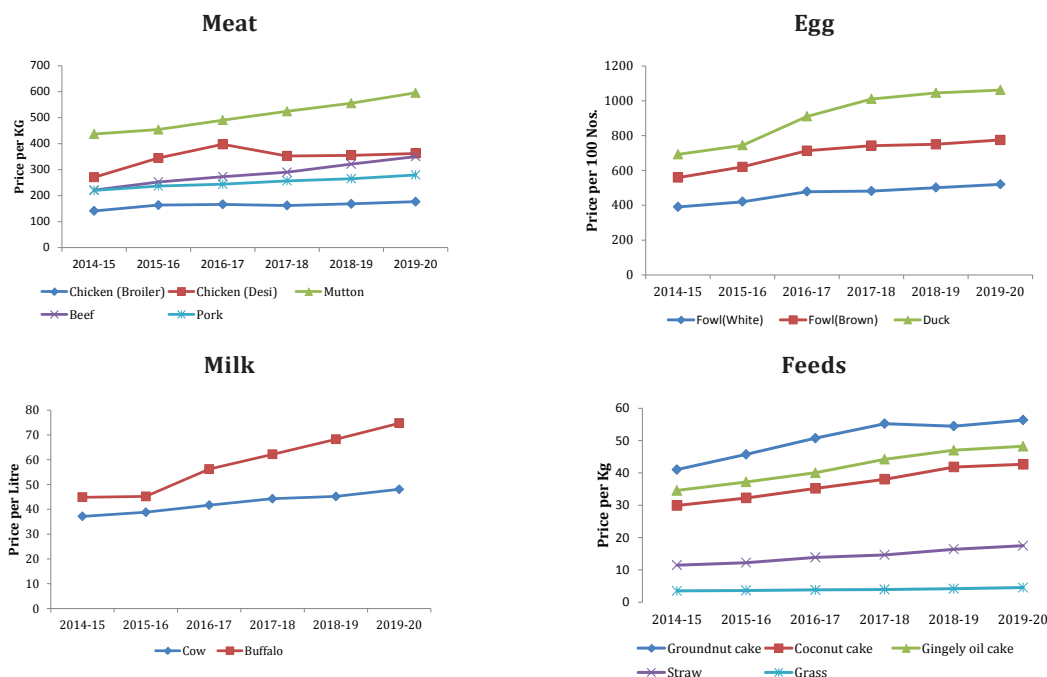 Meat
Price per KG
700
600
500
400
300
200
100
0
2014-15 2015-16 2016-17 2017-18 2018-19 2019-20
Chicken (Broiler) Chicken (Desi) Mutton
Beef Pork
Egg
Price per 100 Nos.
1200
1000
800
600
400
200
0
2014-15 2015-16 2016-17 2017-18 2018-19 2019-20
Fowl(White) Fowl(Brown) Duck
Milk
Price per Litre
80
70
60
50
40
30
20
10
0
2014-15 2015-16 2016-17 2017-18 2018-19 2019-20
Cow Buffalo
Feeds
Price per Kg
60
50
40
30
20
10
0
2014-15 2015-16 2016-17 2017-18 2018-19 2019-20
Groundnut cake Coconut cake Gingely oil cake
Straw Grass